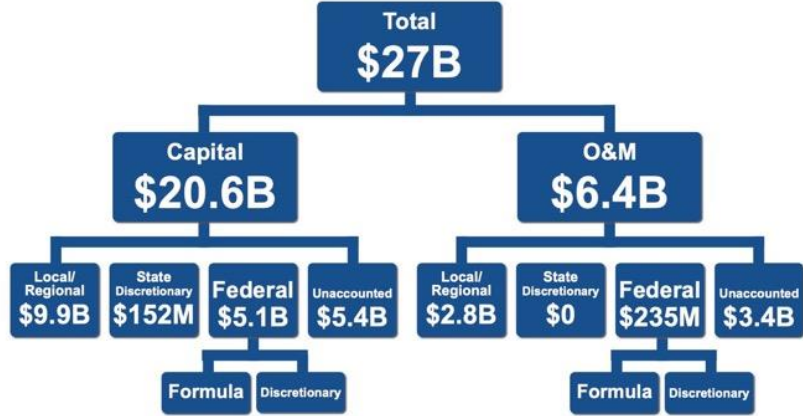 Total
$27B
Capital
$20.6B
O&M
$6.4B
Local/
Regional
$9.9B
State
Discretionary
$152M
Federal
$5.1B
Unaccounted
$5.4B
Local/
Regional
$2.8B
State
Discretionary
$0
Federal
$235M
Unaccounted
$3.4B
Formula
Discretionary
Formula
Discretionary